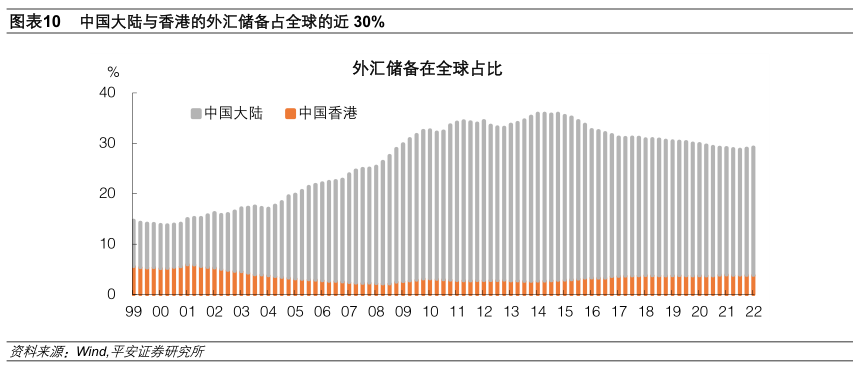 图表10 中国大陆与香港的外汇储备占全球的近 30%
外汇储备在全球占比
%
中国大陆 中国香港
40
30
20
10
0
99 00 01 02 03 04 05 06 07 08 09 10 11 12 13 14 15 16 17 18 19 20 21 22
资料来源：Wind,平安证券研究所